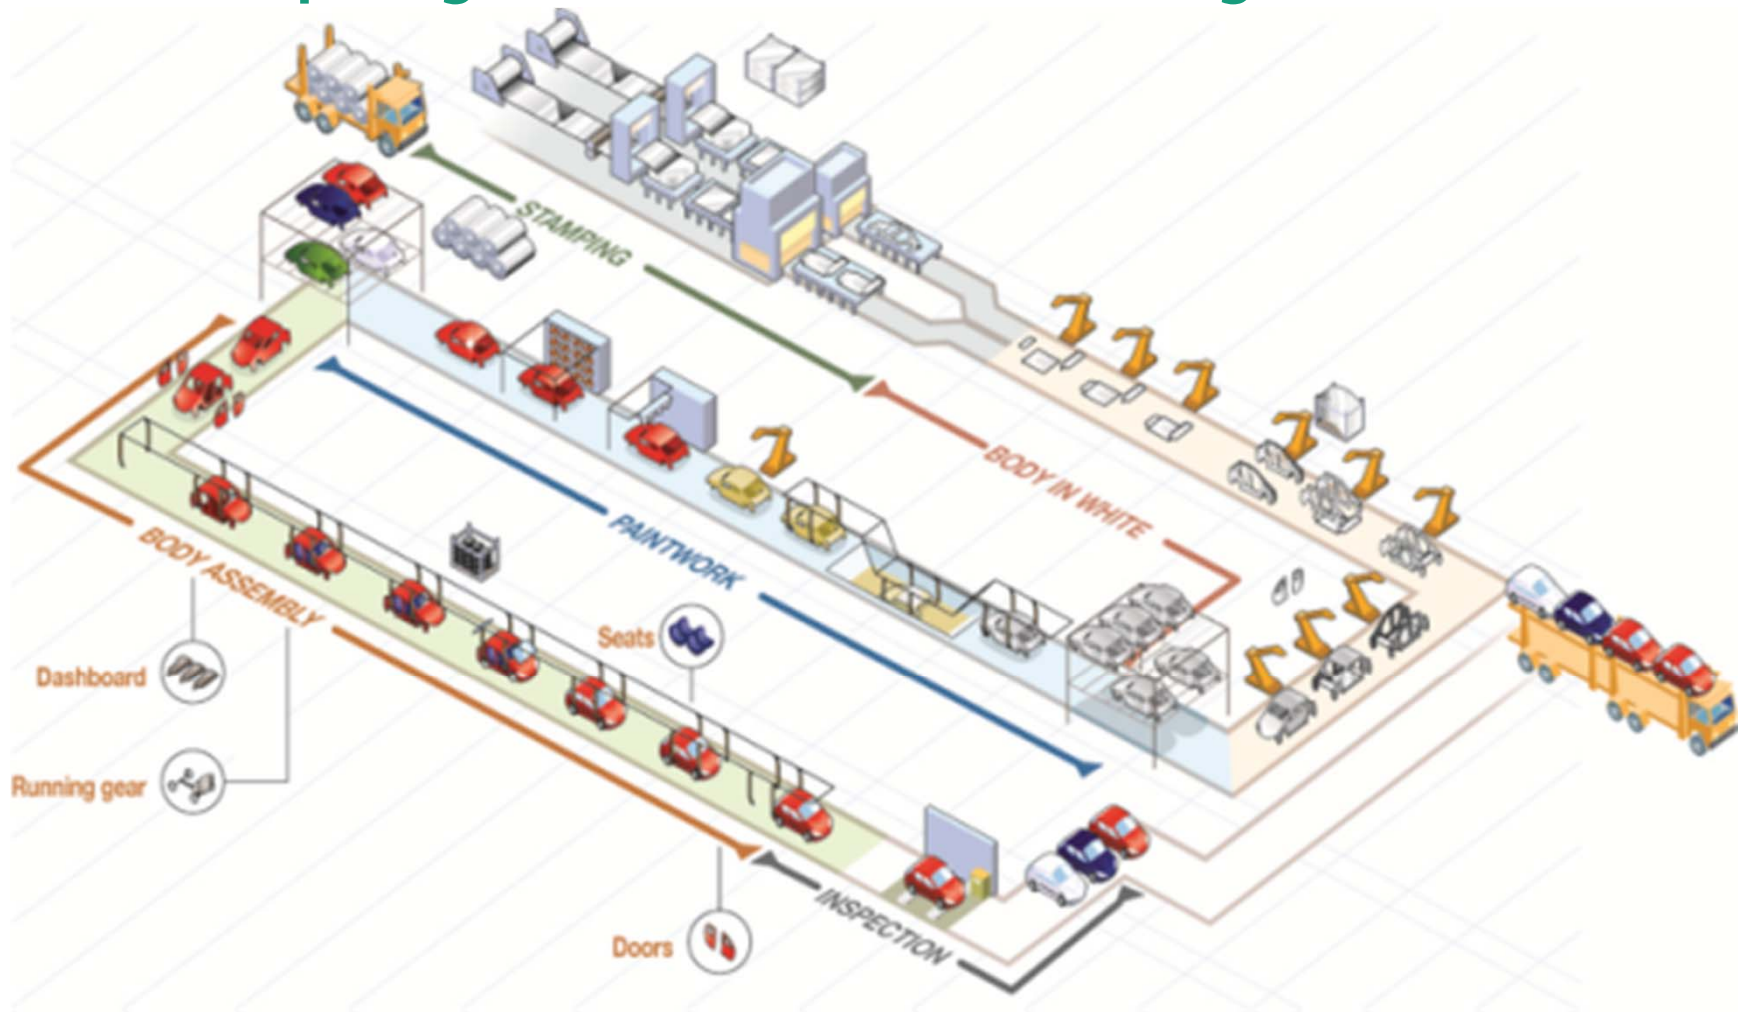 STAMPING
BODY IN WHITE
PAINTWORK
BODY ASSEMBLY
Seats
Dashboard
Running gear
INSPECTION
Doors